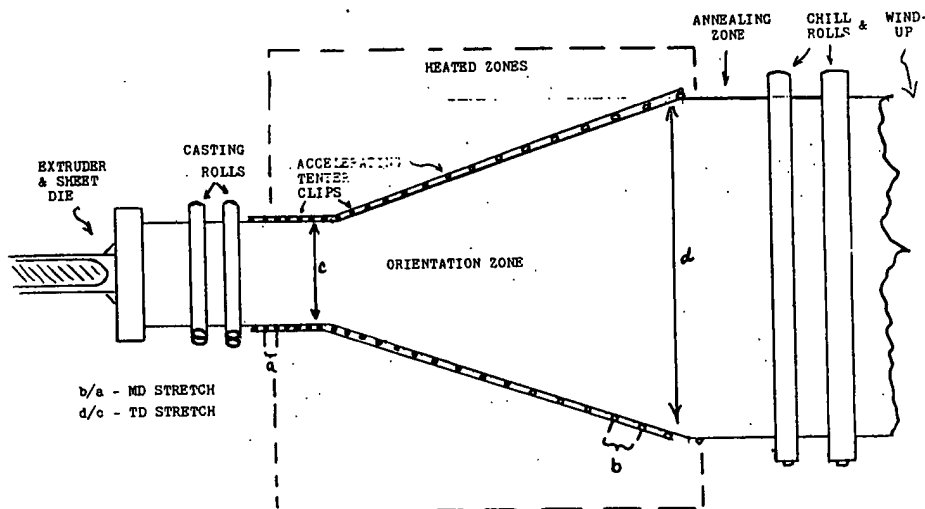 ANNEALING
ZONE
CHILL
ROLLS &
WIND-
UP
HEATED ZONES
CASTING
ROLLS
ACCELERATING
TENTER
CLIPS
EXTRUDER
& SHEET
DIE
c
ORIENTATION ZONE
d
a
b/a - MD STRETCH
d/c - TD STRETCH
b